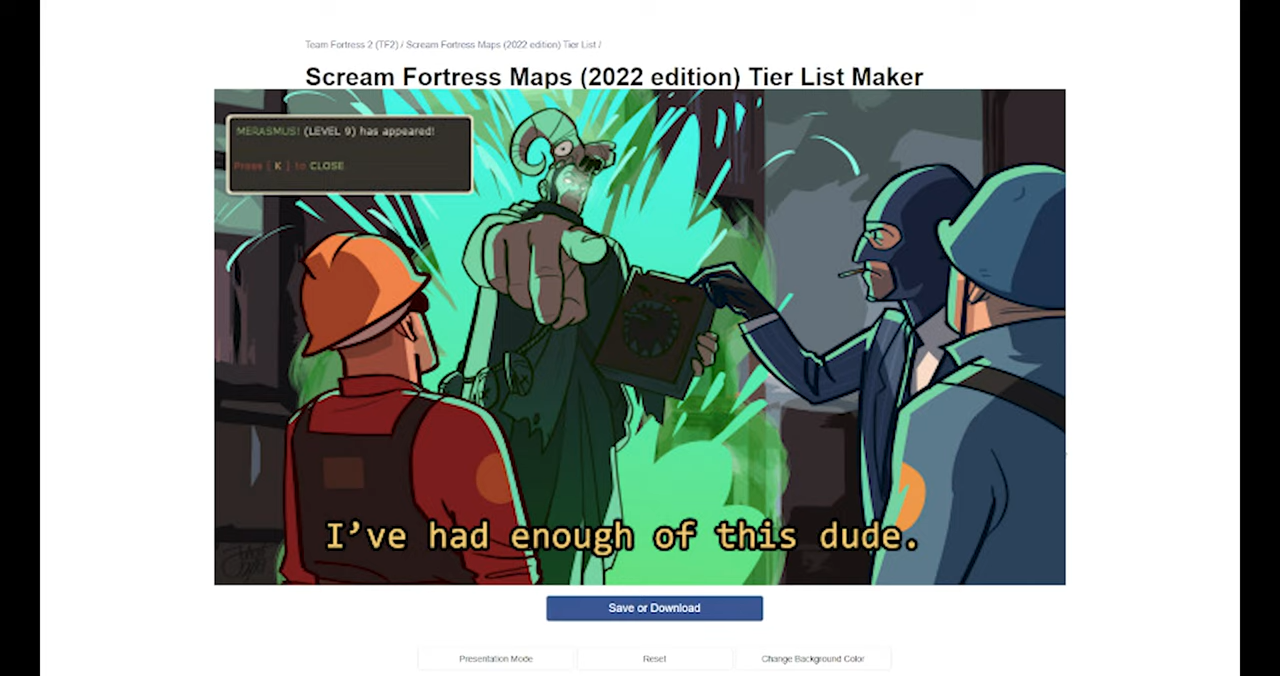 Team Fortress 2 (TF2) / Scream Fortress Maps (2022 edition) Tier List /
Scream Fortress Maps (2022 edition) Tier List Maker
MERASMUS! (LEVEL 9) has appeared!
Press [ K ] to CLOSE
I've had enough of this dude.
Save or Download
Presentation Mode Reset Change Background Color